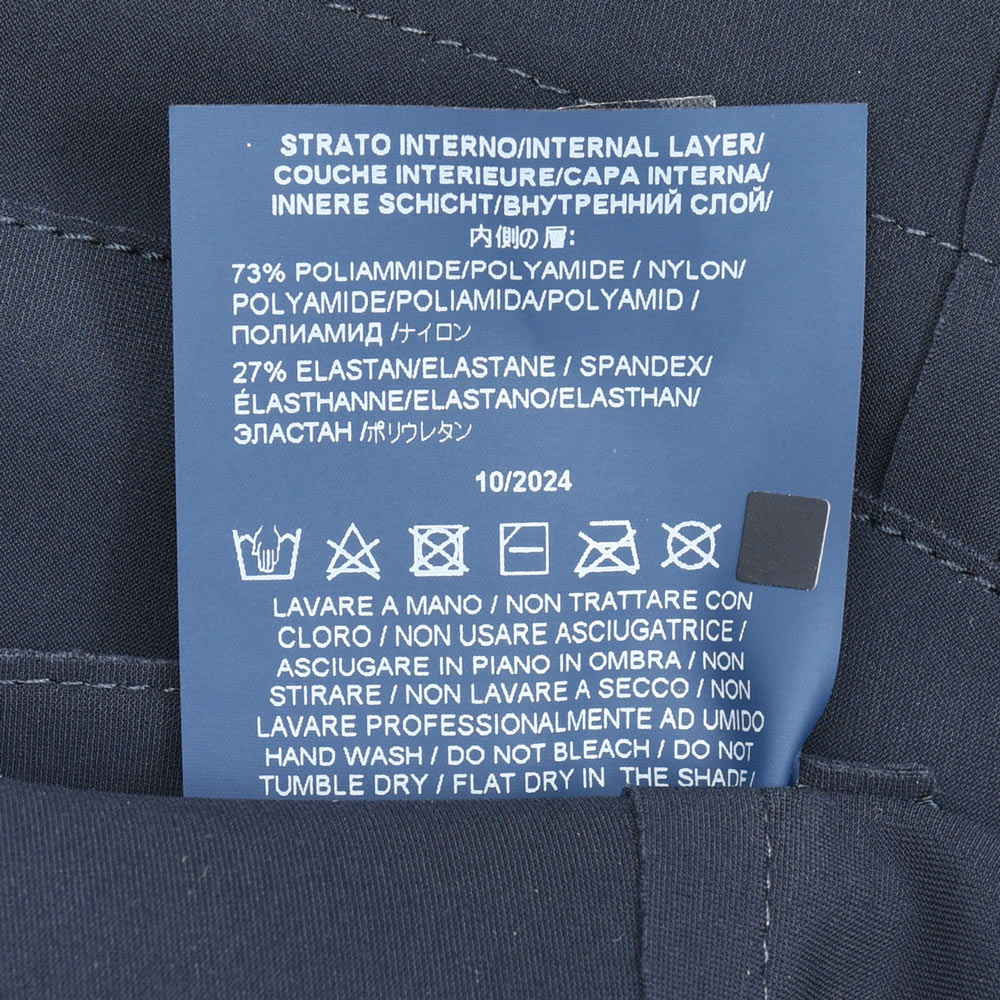 STRATO INTERNO/INTERNAL LAYER/
COUCHE INTERIEURE/CAPA INTERNA/
INNERE SCHICHT/ВНУТРЕННИЙ СЛОЙ/
内側の層:
73% POLIAMMIDE/POLYAMIDE / NYLON/
POLYAMIDE/POLIAMIDA/POLYAMID /
ПОЛИАМИД /ナイロン
27% ELASTAN/ELASTANE / SPANDEX/
ÉLASTHANNE/ELASTANO/ELASTHAN/
ЭЛАСТАН /ポリウレタン
10/2024
LAVARE A MANO / NON TRATTARE CON
CLORO / NON USARE ASCIUGATRICE /
ASCIUGARE IN PIANO IN OMBRA / NON
STIRARE / NON LAVARE A SECCO / NON
LAVARE PROFESSIONALMENTE AD UMIDO
HAND WASH / DO NOT BLEACH / DO NOT
TUMBLE DRY / FLAT DRY IN THE SHADE/